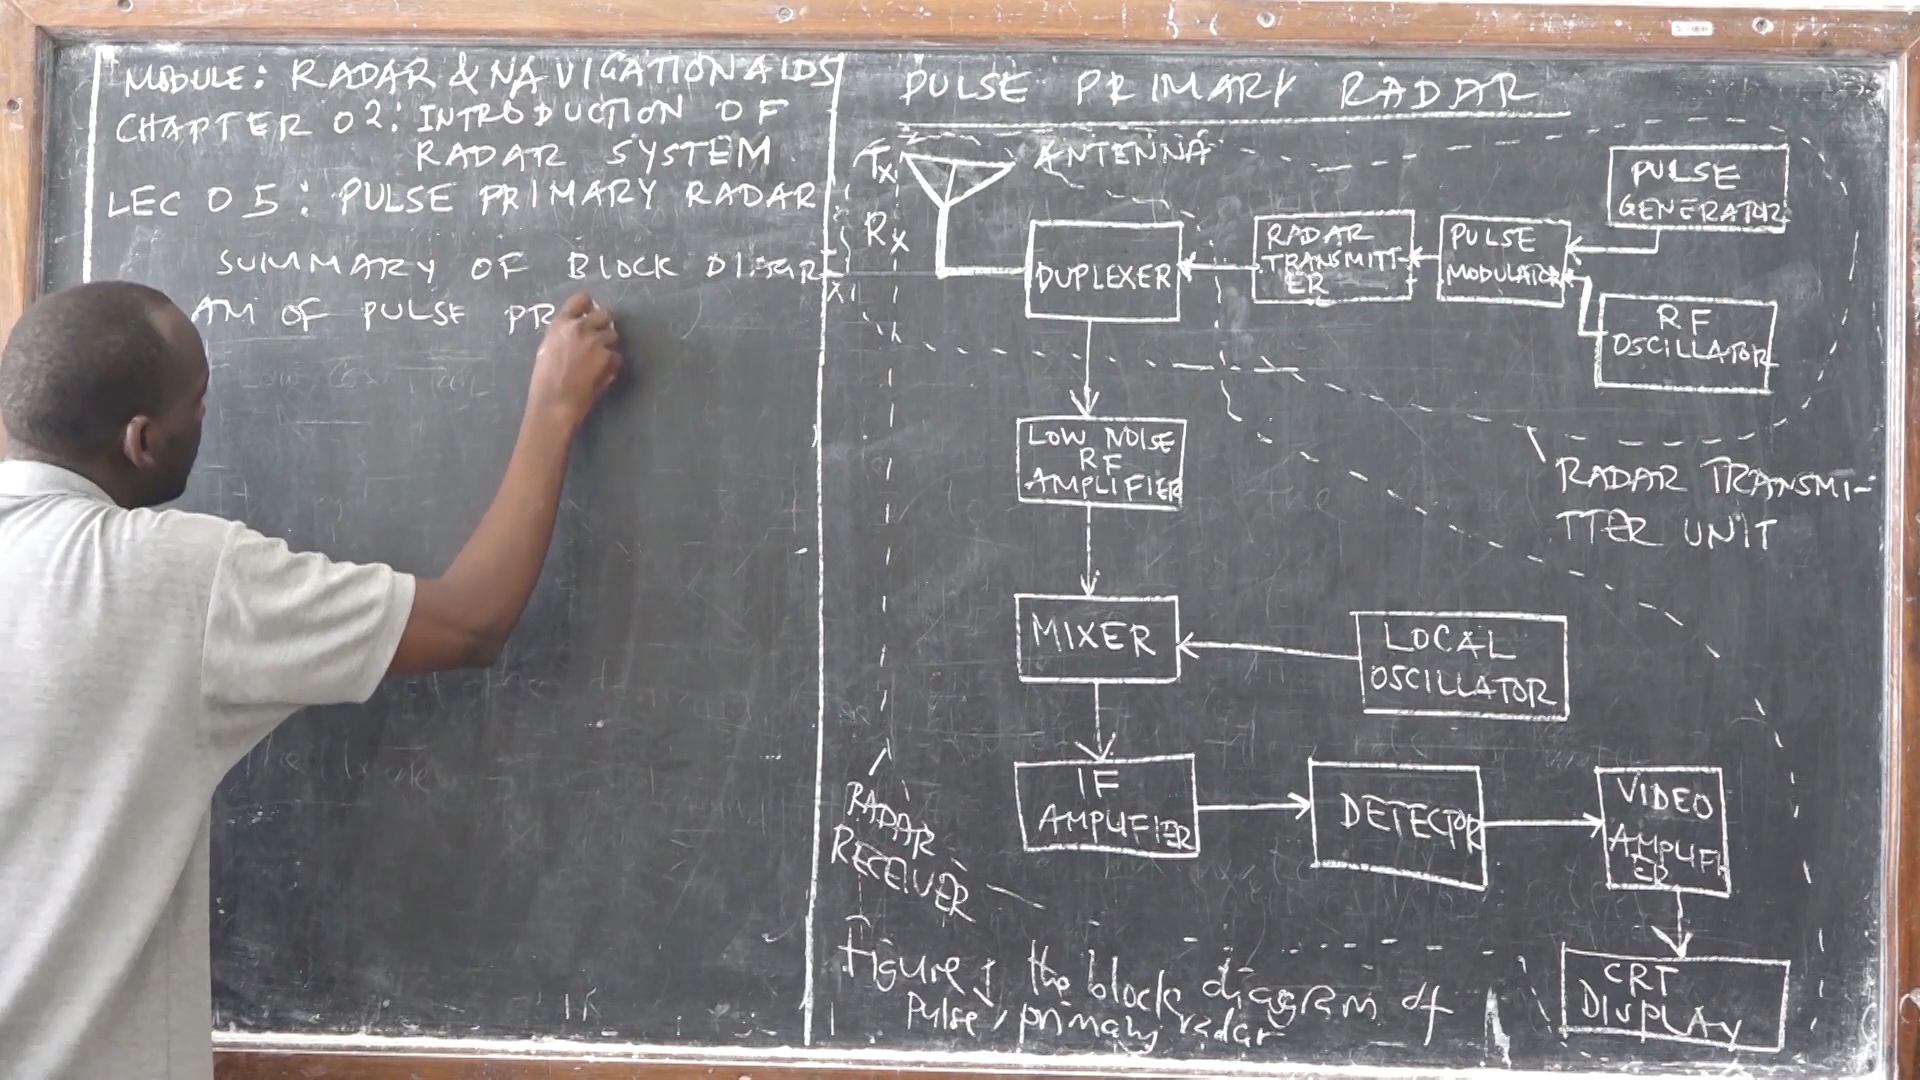 MODULE: RADAR & NAVIGATION AIDS
CHAPTER 02: INTRODUCTION OF
RADAR SYSTEM
LEC 05: PULSE PRIMARY RADAR
SUMMARY OF BLOCK DIAGR
AM OF PULSE PR
PULSE PRIMARY RADAR
Tx
ANTENNA
Rx
DUPLEXER
RADAR
TRANSMITT-
ER
PULSE
MODULATOR
PULSE
GENERATOR
RF
OSCILLATOR
LOW NOISE
RF
AMPLIFIER
RADAR TRANSMI-
TTER UNIT
MIXER
LOCAL
OSCILLATOR
IF
AMPLIFIER
DETECTOR
VIDEO
AMPLIFI
ER
RADAR
RECEIVER
CRT
DISPLAY
Figure 1 the block diagram of
Pulse, primary radar